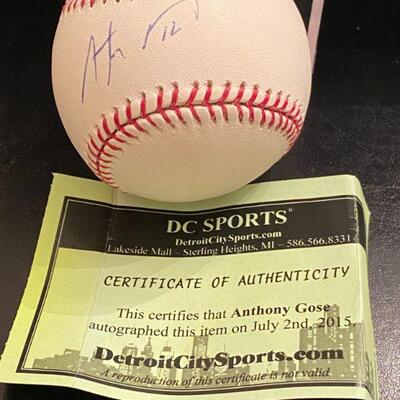 DC SPORTS
DetroitCitySports.com
Lakeside Mall – Sterling Heights, MI – 586.566.8331
CERTIFICATE OF AUTHENTICITY
This certifies that Anthony Gose
autographed this item on July 2nd, 2015.
DetroitCitySports.com
A reproduction of this certificate is not valid.